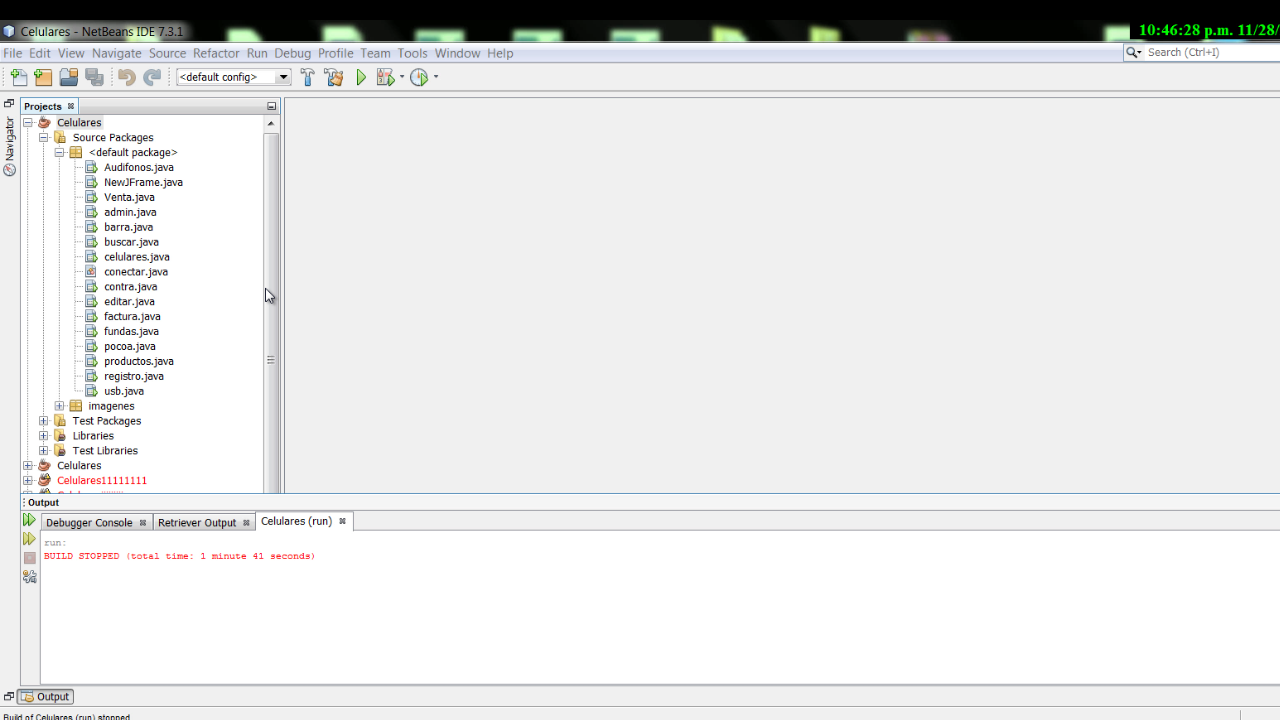 Celulares - NetBeans IDE 7.3.1
10:46:28 p.m. 11/28/
File Edit View Navigate Source Refactor Run Debug Profile Team Tools Window Help
Search (Ctrl+I)
<default config>
Projects
Navigator
Celulares
Source Packages
<default package>
Audifonos.java
NewJFrame.java
Venta.java
admin.java
barra.java
buscar.java
celulares.java
conectar.java
contra.java
editar.java
factura.java
fundas.java
pocoa.java
productos.java
registro.java
usb.java
imagenes
Test Packages
Libraries
Test Libraries
Celulares
Celulares11111111
Output
Debugger Console Retriever Output Celulares (run)
run:
BUILD STOPPED (total time: 1 minute 41 seconds)
Output
Build of Celulares (run) stopped.